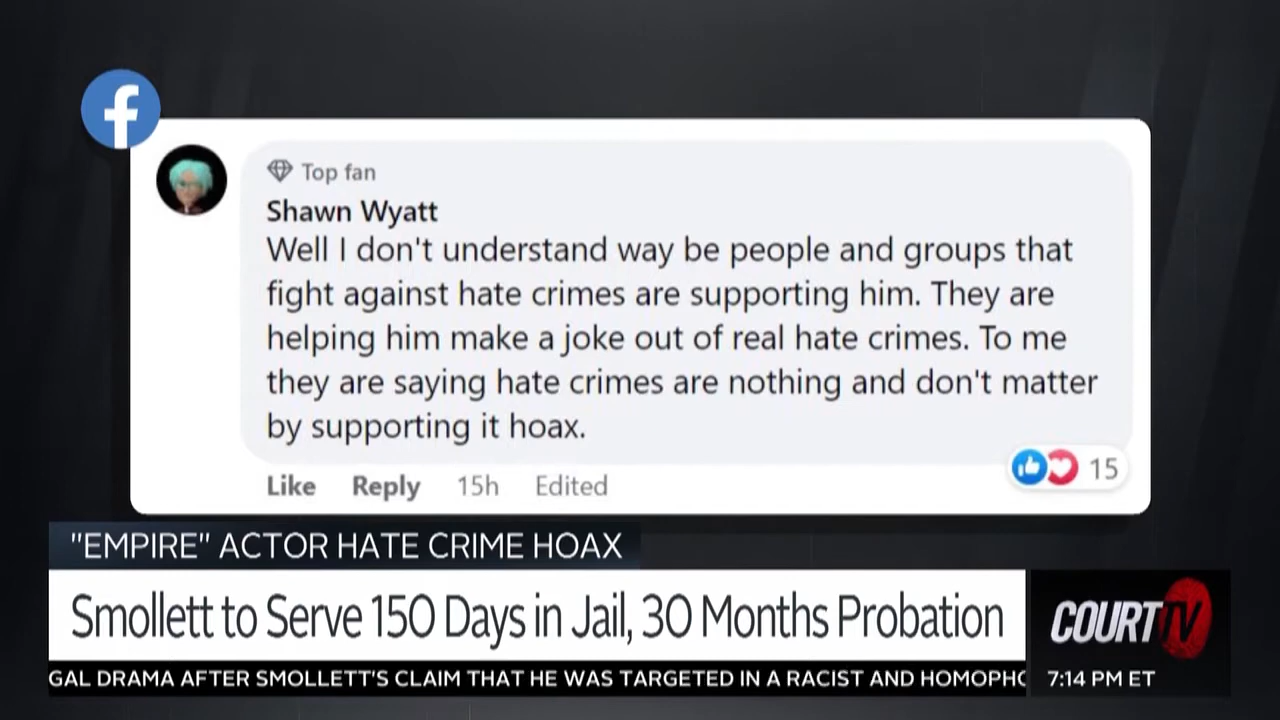 Top fan
Shawn Wyatt
Well I don't understand way be people and groups that
fight against hate crimes are supporting him. They are
helping him make a joke out of real hate crimes. To me
they are saying hate crimes are nothing and don't matter
by supporting it hoax.
15
Like Reply 15h Edited
"EMPIRE" ACTOR HATE CRIME HOAX
Smollett to Serve 150 Days in Jail, 30 Months Probation
COURT TV
GAL DRAMA AFTER SMOLLETT'S CLAIM THAT HE WAS TARGETED IN A RACIST AND HOMOPHO
7:14 PM ET